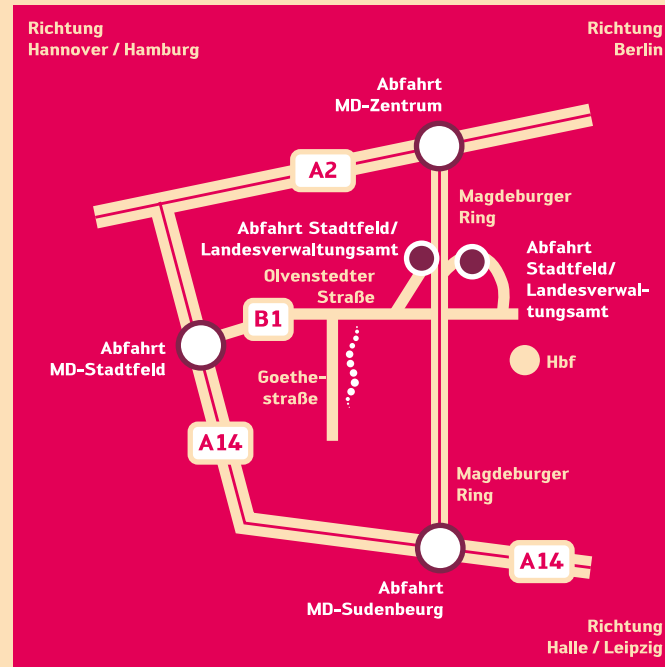 Richtung
Hannover / Hamburg
Richtung
Berlin
Abfahrt
MD-Zentrum
A2
Magdeburger
Ring
Abfahrt Stadtfeld/
Landesverwaltungsamt
Abfahrt
Stadtfeld/
Landesverwal-
tungsamt
Olvenstedter
Straße
B1
Abfahrt
MD-Stadtfeld
Hbf
Goethe-
straße
A14
Magdeburger
Ring
A14
Abfahrt
MD-Sudenbeurg
Richtung
Halle / Leipzig